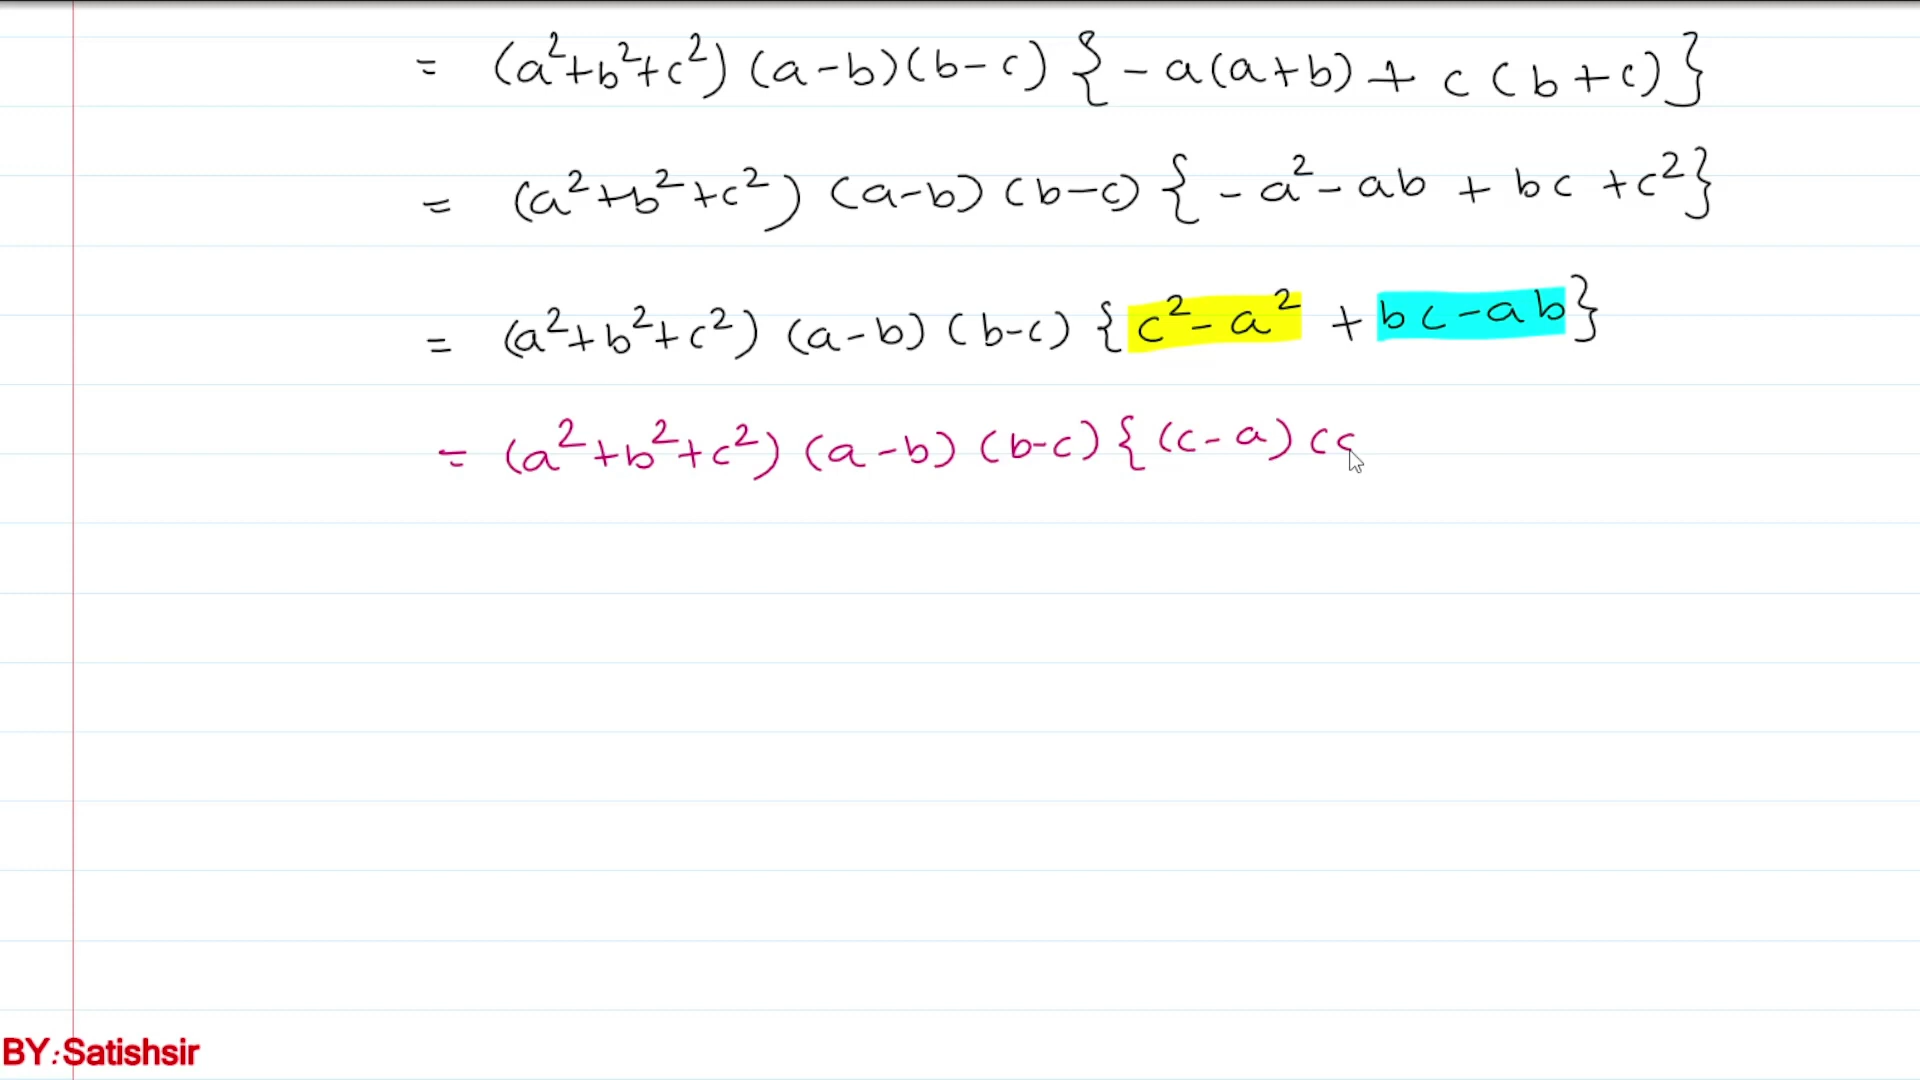 = (a²+b²+c²) (a-b)(b-c) {-a(a+b) + c(b+c)}
= (a²+b²+c²) (a-b) (b-c) {-a²-ab + bc +c²}
= (a²+b²+c²) (a-b) (b-c) {c²-a² + bc-ab}
= (a²+b²+c²) (a-b) (b-c) {(c-a) (c
BY:Satishsir